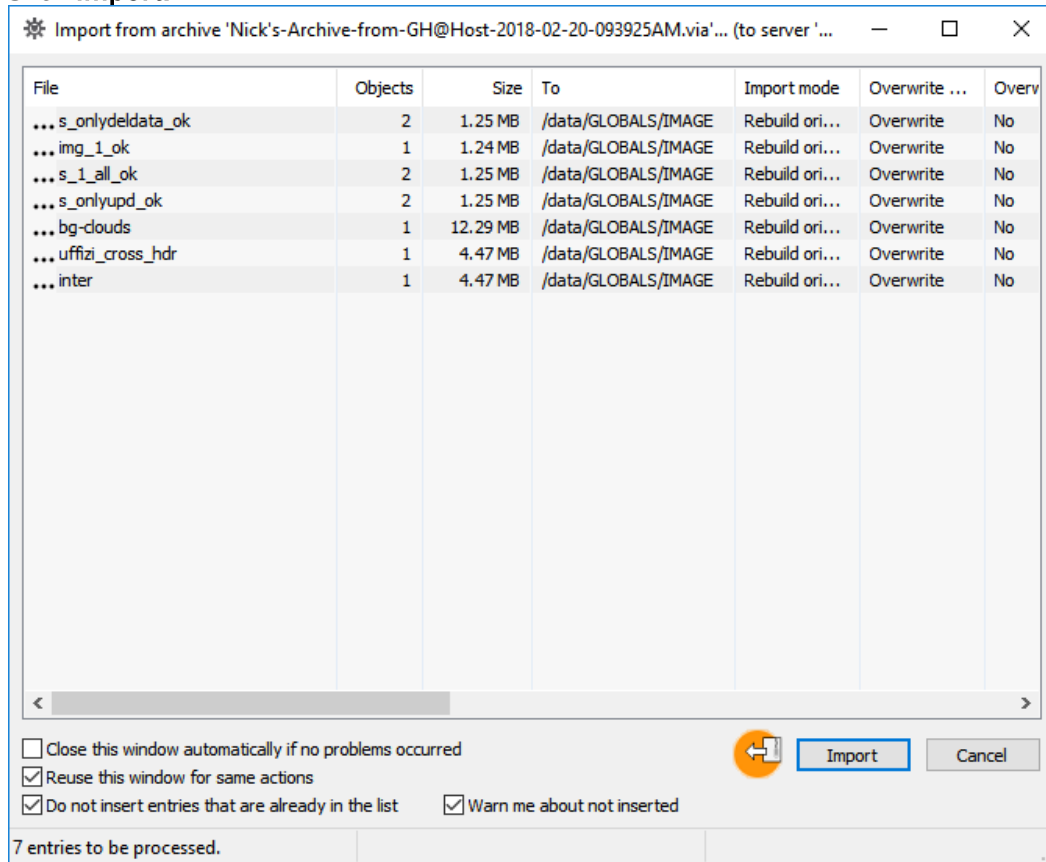 Import from archive 'Nick's-Archive-from-GH@Host-2018-02-20-093925AM.via'... (to server '...
File Objects Size To Import mode Overwrite ... Overw
... s_onlydeldata_ok 2 1.25 MB /data/GLOBALS/IMAGE Rebuild ori... Overwrite No
... img_1_ok 1 1.24 MB /data/GLOBALS/IMAGE Rebuild ori... Overwrite No
... s_1_all_ok 2 1.25 MB /data/GLOBALS/IMAGE Rebuild ori... Overwrite No
... s_onlyupd_ok 2 1.25 MB /data/GLOBALS/IMAGE Rebuild ori... Overwrite No
... bg-clouds 1 12.29 MB /data/GLOBALS/IMAGE Rebuild ori... Overwrite No
... uffizi_cross_hdr 1 4.47 MB /data/GLOBALS/IMAGE Rebuild ori... Overwrite No
... inter 1 4.47 MB /data/GLOBALS/IMAGE Rebuild ori... Overwrite No
Close this window automatically if no problems occurred
Import Cancel
Reuse this window for same actions
Do not insert entries that are already in the list Warn me about not inserted
7 entries to be processed.